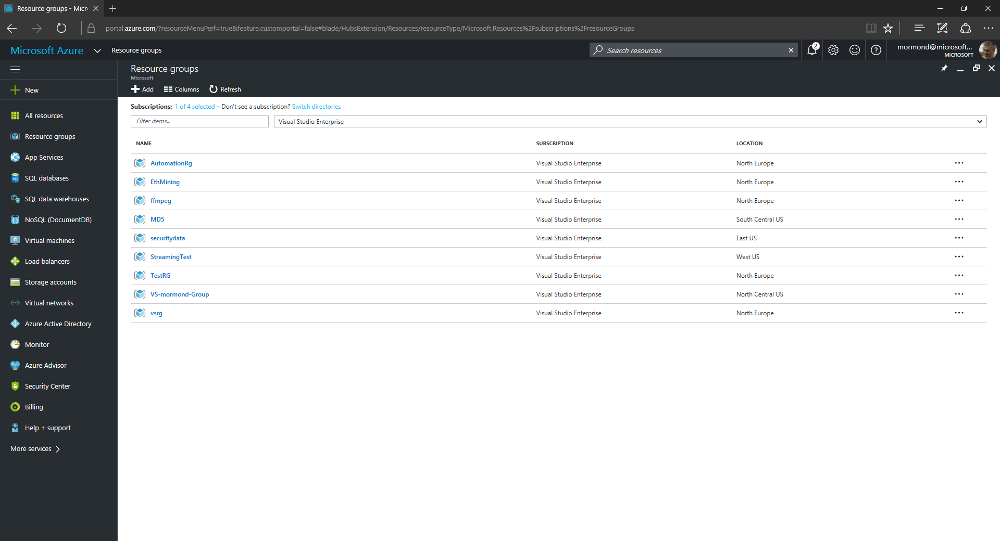 Resource groups - Micr
portal.azure.com/?resourceMenuPerf=true&feature.customportal=false#blade/HubsExtension/Resources/resourceType/Microsoft.Resources%2Fsubscriptions%2FresourceGroups
Microsoft Azure
Resource groups
Search resources
2
mormond@microsoft...
MICROSOFT
Resource groups
Microsoft
Add
Columns
Refresh
New
All resources
Resource groups
App Services
SQL databases
SQL data warehouses
NoSQL (DocumentDB)
Virtual machines
Load balancers
Storage accounts
Virtual networks
Azure Active Directory
Monitor
Azure Advisor
Security Center
Billing
Help + support
More services
Subscriptions: 1 of 4 selected – Don't see a subscription? Switch directories
Filter items...
Visual Studio Enterprise
NAME SUBSCRIPTION LOCATION
AutomationRg Visual Studio Enterprise North Europe
EthMining Visual Studio Enterprise North Europe
ffmpeg Visual Studio Enterprise North Europe
MD5 Visual Studio Enterprise South Central US
securitydata Visual Studio Enterprise East US
StreamingTest Visual Studio Enterprise West US
TestRG Visual Studio Enterprise North Europe
VS-mormond-Group Visual Studio Enterprise North Central US
vsrg Visual Studio Enterprise North Europe